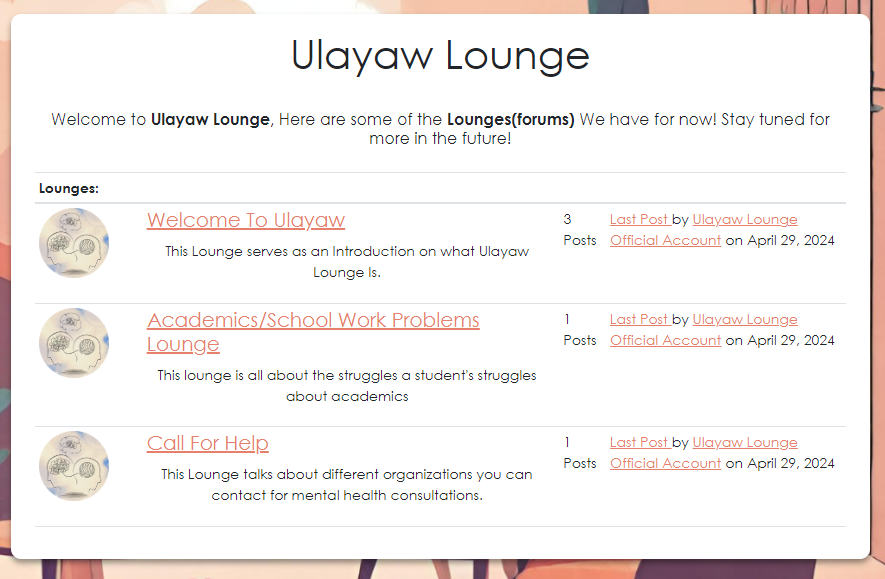 Ulayaw Lounge
Welcome to Ulayaw Lounge, Here are some of the Lounges(forums) We have for now! Stay tuned for
more in the future!
Lounges:
Welcome To Ulayaw
This Lounge serves as an Introduction on what Ulayaw
Lounge Is.
3
Posts
Last Post by Ulayaw Lounge
Official Account on April 29, 2024
Academics/School Work Problems
Lounge
This lounge is all about the struggles a student's struggles
about academics
1
Posts
Last Post by Ulayaw Lounge
Official Account on April 29, 2024
Call For Help
This Lounge talks about different organizations you can
contact for mental health consultations.
1
Posts
Last Post by Ulayaw Lounge
Official Account on April 29, 2024